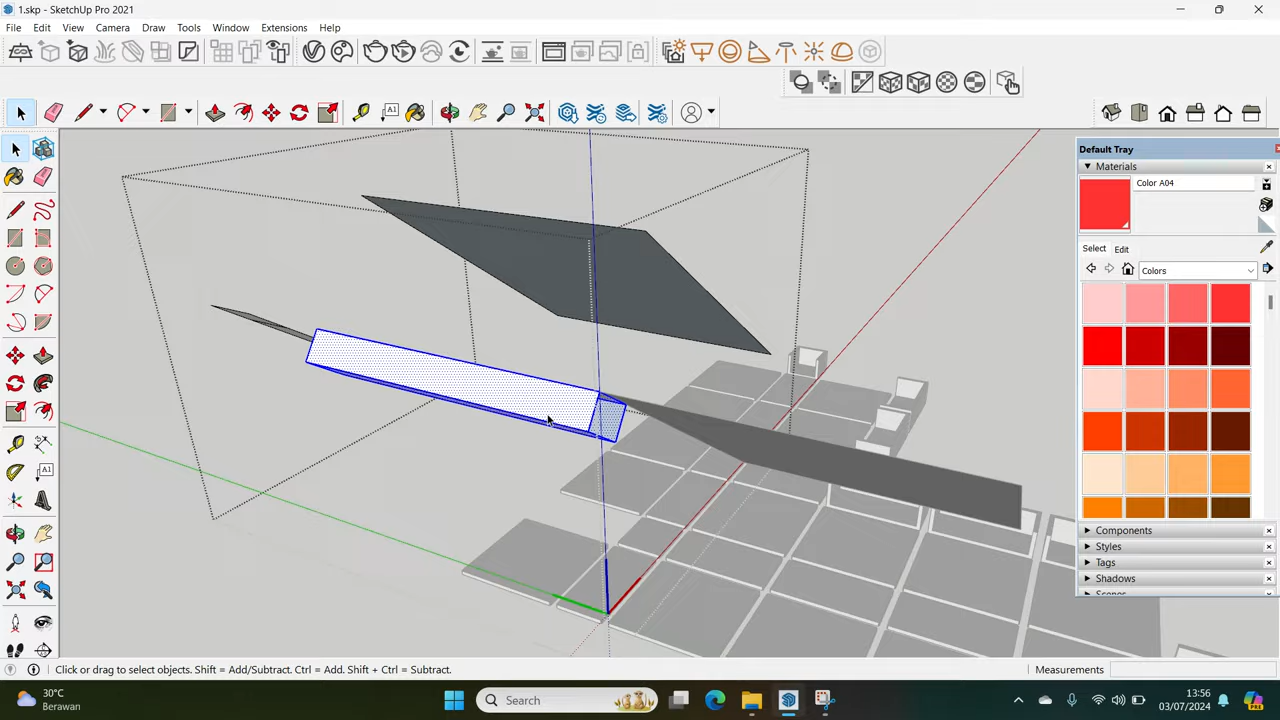 1.skp - SketchUp Pro 2021
File Edit View Camera Draw Tools Window Extensions Help
A1
Default Tray
Materials
Color A04
Select Edit
Colors
A1
Components
Styles
Tags
Shadows
Click or drag to select objects. Shift = Add/Subtract. Ctrl = Add. Shift + Ctrl = Subtract.
Measurements
30°C
Berawan
Search
13:56
03/07/2024